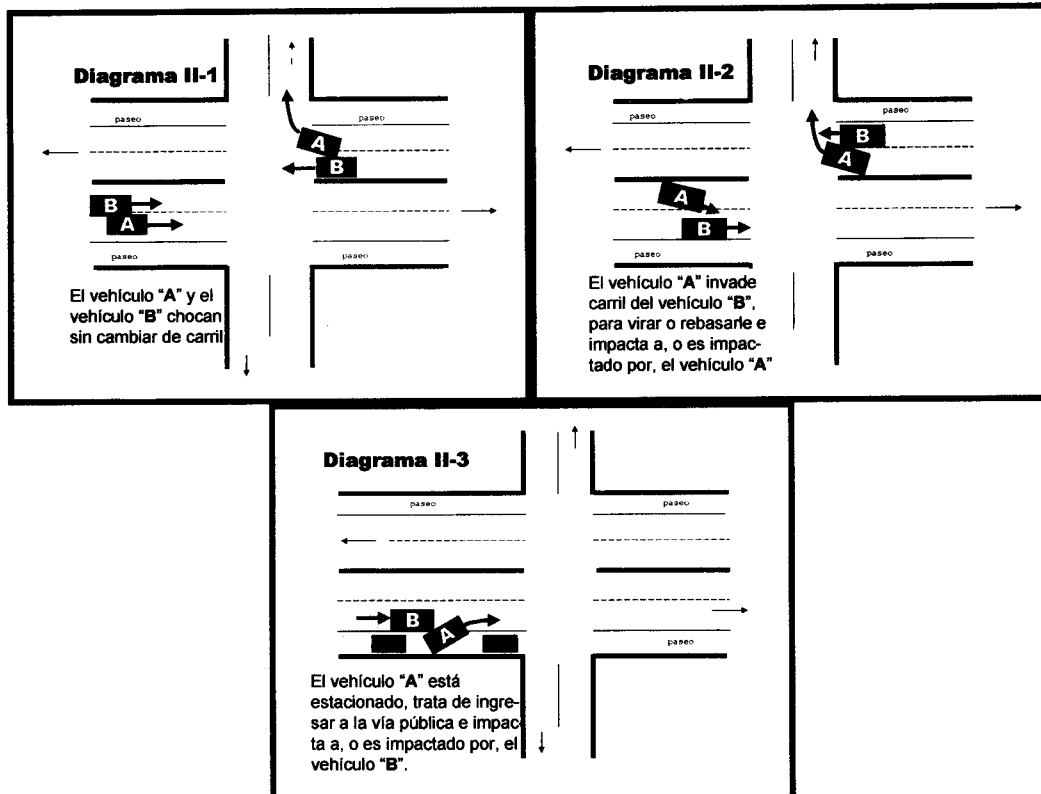 Diagrama II-1
paseo
paseo
A
B
B
A
paseo
paseo
El vehículo "A" y el
vehículo "B" chocan
sin cambiar de carril
Diagrama II-2
paseo
paseo
B
A
A
B
paseo
paseo
El vehículo "A" invade
carril del vehículo "B",
para virar o rebasarle e
impacta a, o es impac-
tado por, el vehículo "A"
Diagrama II-3
paseo
paseo
B
A
paseo
El vehículo "A" está
estacionado, trata de ingre-
sar a la vía pública e impac-
ta a, o es impactado por, el
vehículo "B".